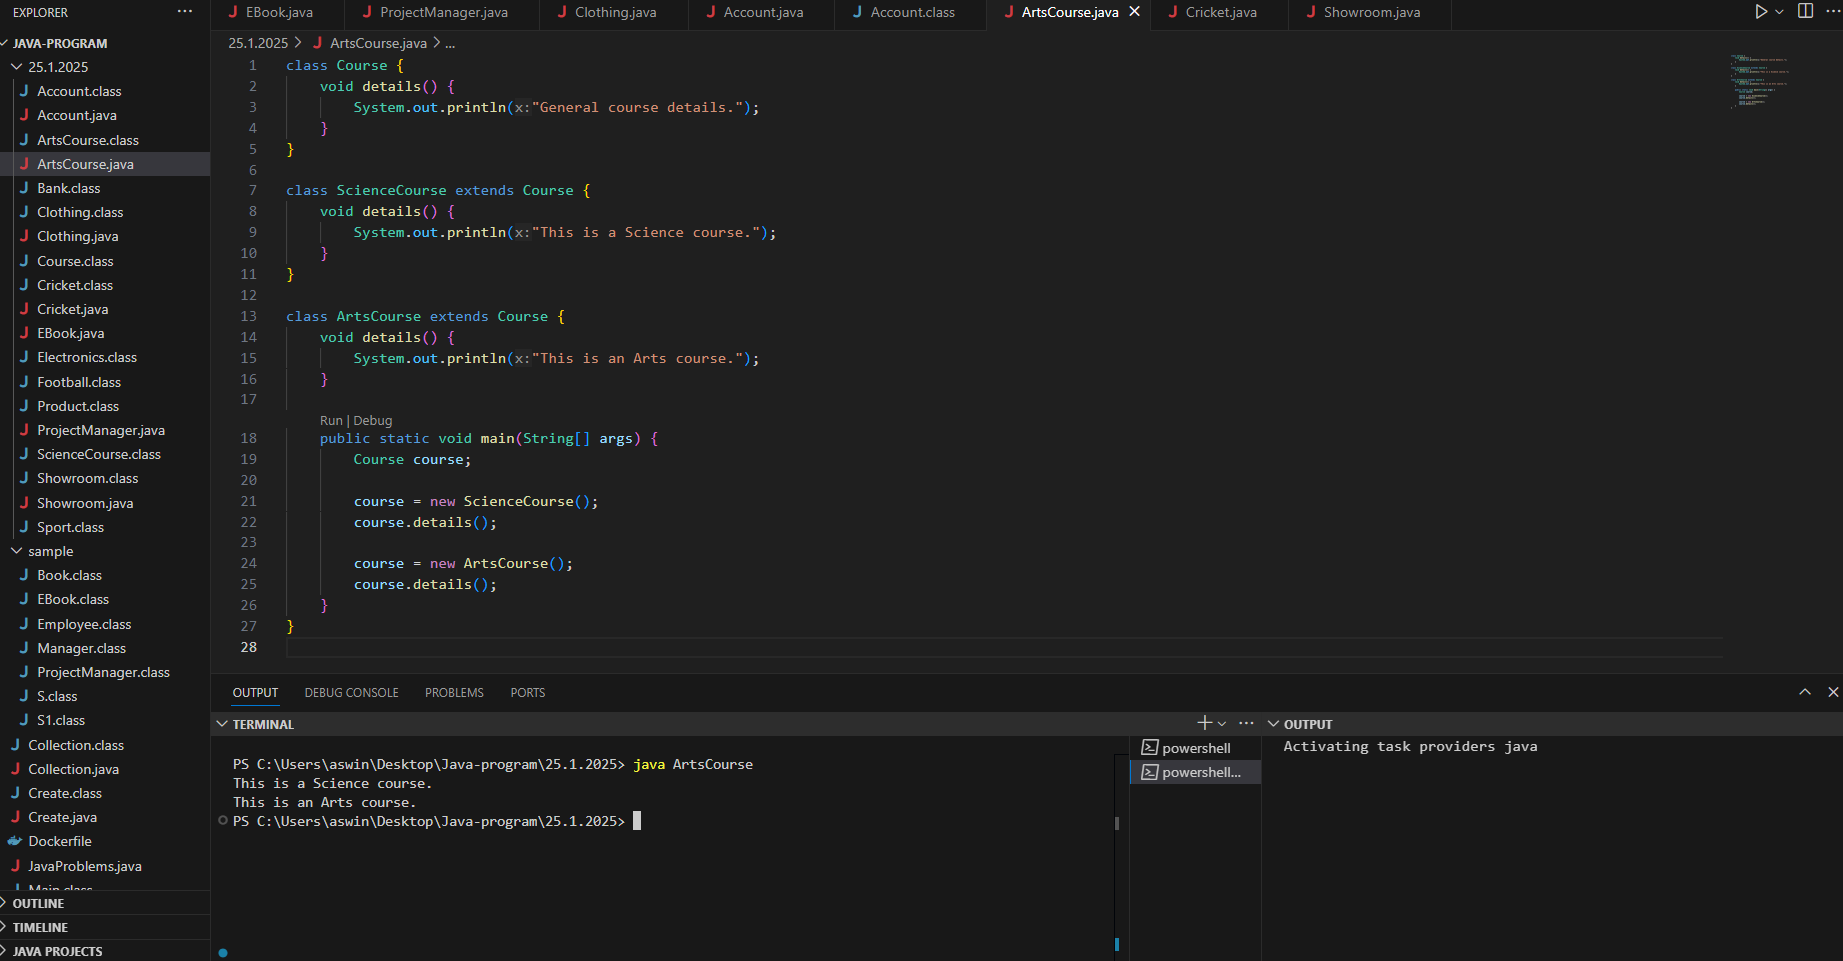 EXPLORER
JAVA-PROGRAM
25.1.2025
Account.class
Account.java
ArtsCourse.class
ArtsCourse.java
Bank.class
Clothing.class
Clothing.java
Course.class
Cricket.class
Cricket.java
EBook.java
Electronics.class
Football.class
Product.class
ProjectManager.java
ScienceCourse.class
Showroom.class
Showroom.java
Sport.class
sample
Book.class
EBook.class
Employee.class
Manager.class
ProjectManager.class
S.class
S1.class
Collection.class
Collection.java
Create.class
Create.java
Dockerfile
JavaProblems.java
Main.class
OUTLINE
TIMELINE
JAVA PROJECTS
EBook.java ProjectManager.java Clothing.java Account.java Account.class ArtsCourse.java Cricket.java Showroom.java
25.1.2025 > ArtsCourse.java > ...
1 class Course {
2 void details() {
3 System.out.println(x:"General course details.");
4 }
5 }
6
7 class ScienceCourse extends Course {
8 void details() {
9 System.out.println(x:"This is a Science course.");
10 }
11 }
12
13 class ArtsCourse extends Course {
14 void details() {
15 System.out.println(x:"This is an Arts course.");
16 }
17
Run | Debug
18 public static void main(String[] args) {
19 Course course;
20
21 course = new ScienceCourse();
22 course.details();
23
24 course = new ArtsCourse();
25 course.details();
26 }
27 }
28
OUTPUT DEBUG CONSOLE PROBLEMS PORTS
TERMINAL
PS C:\Users\aswin\Desktop\Java-program\25.1.2025> java ArtsCourse
This is a Science course.
This is an Arts course.
PS C:\Users\aswin\Desktop\Java-program\25.1.2025>
powershell
powershell...
OUTPUT
Activating task providers java